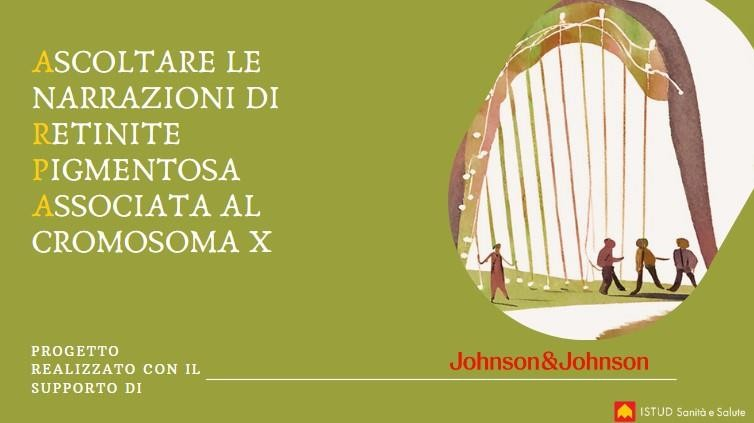 ASCOLTARE LE
NARRAZIONI DI
RETINITE
PIGMENTOSA
ASSOCIATA AL
CROMOSOMA X
PROGETTO
REALIZZATO CON IL
SUPPORTO DI
Johnson&Johnson
ISTUD Sanità e Salute